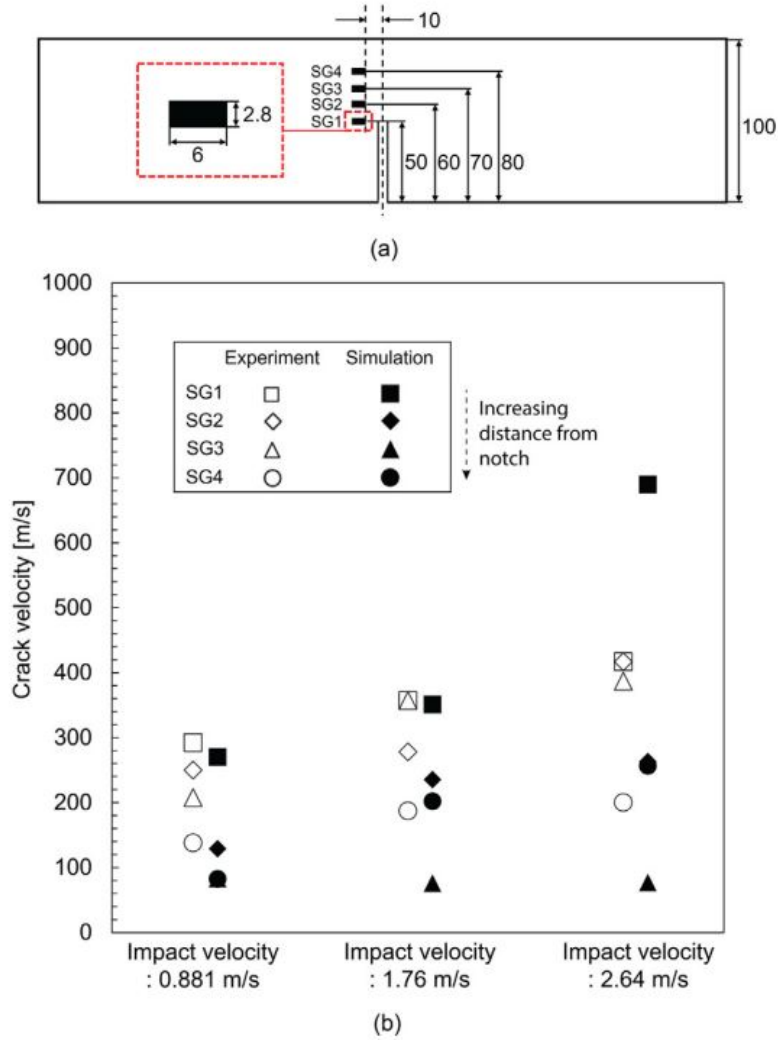 10
SG4
SG3
SG2
SG1
2.8
6
50
60
70
80
100
(a)
1000
900
800
700
600
500
400
300
200
100
0
Crack velocity [m/s]
Experiment Simulation
SG1
SG2
SG3
SG4
Increasing
distance from
notch
Impact velocity
: 0.881 m/s
Impact velocity
: 1.76 m/s
Impact velocity
: 2.64 m/s
(b)